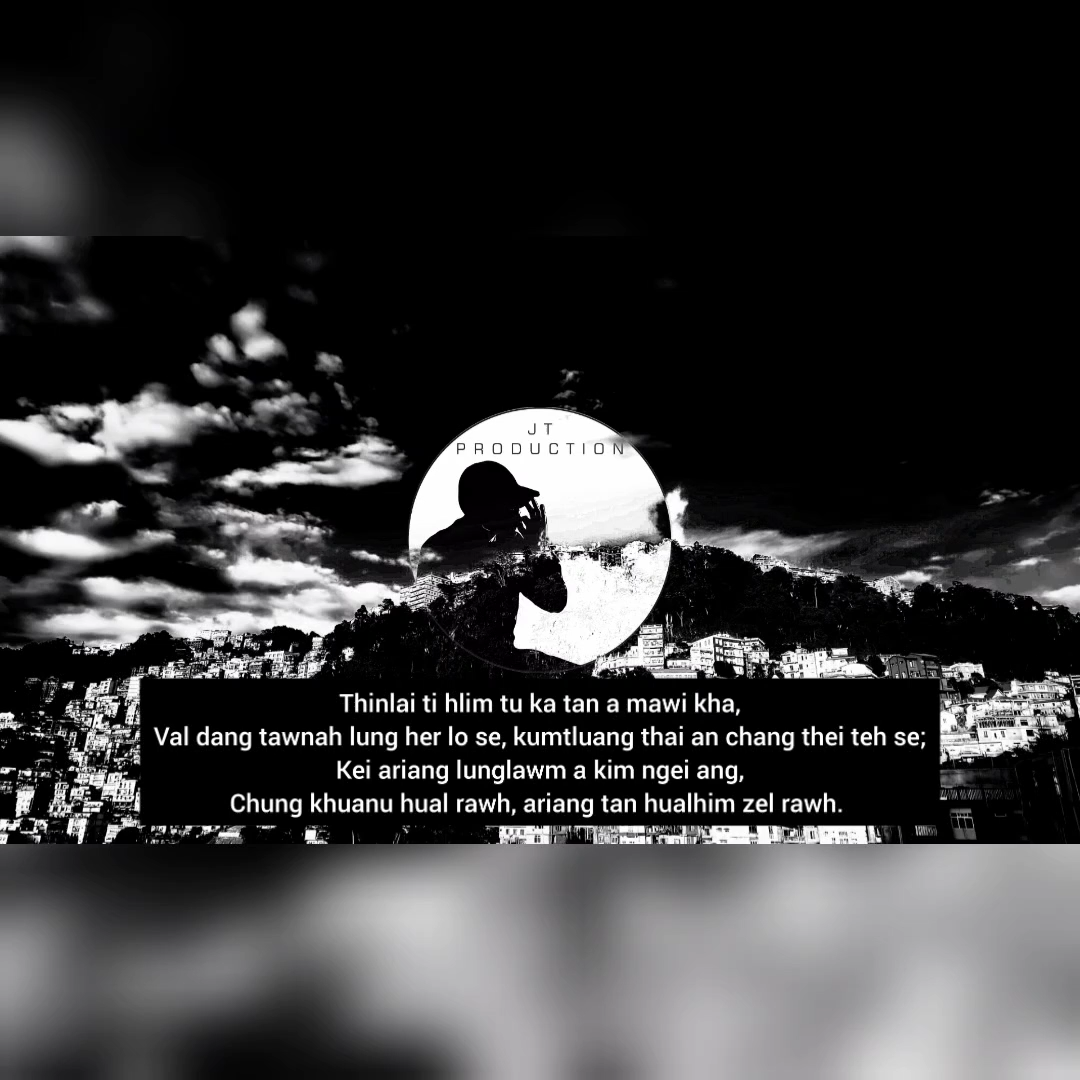 JT
PRODUCTION
Thinlai ti hlim tu ka tan a mawi kha,
Val dang tawnah lung her lo se, kumtluang thai an chang thei teh se;
Kei ariang lunglawm a kim ngei ang,
Chung khuanu hual rawh, ariang tan hualhim zel rawh.